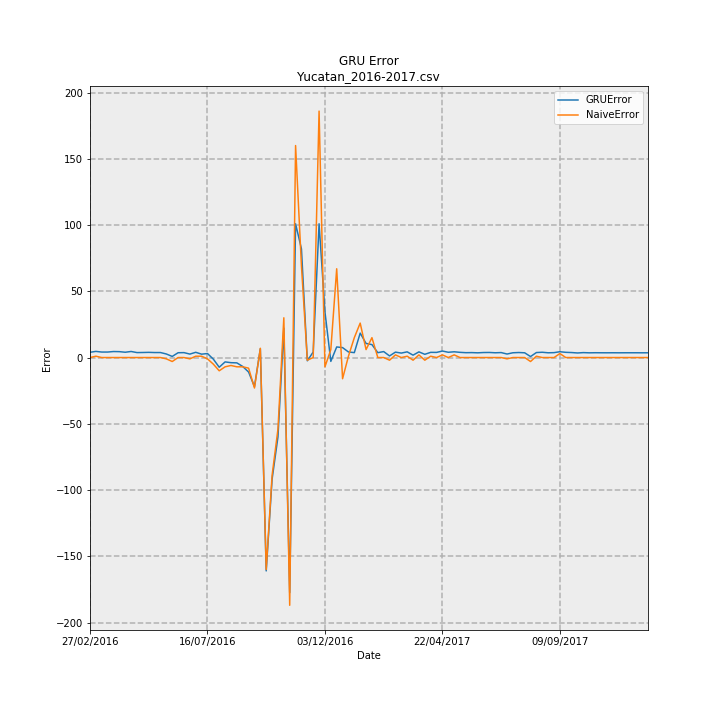 GRU Error
Yucatan_2016-2017.csv
GRUError
NaiveError
200
150
100
50
0
−50
−100
−150
−200
Error
27/02/2016
16/07/2016
03/12/2016
22/04/2017
09/09/2017
Date